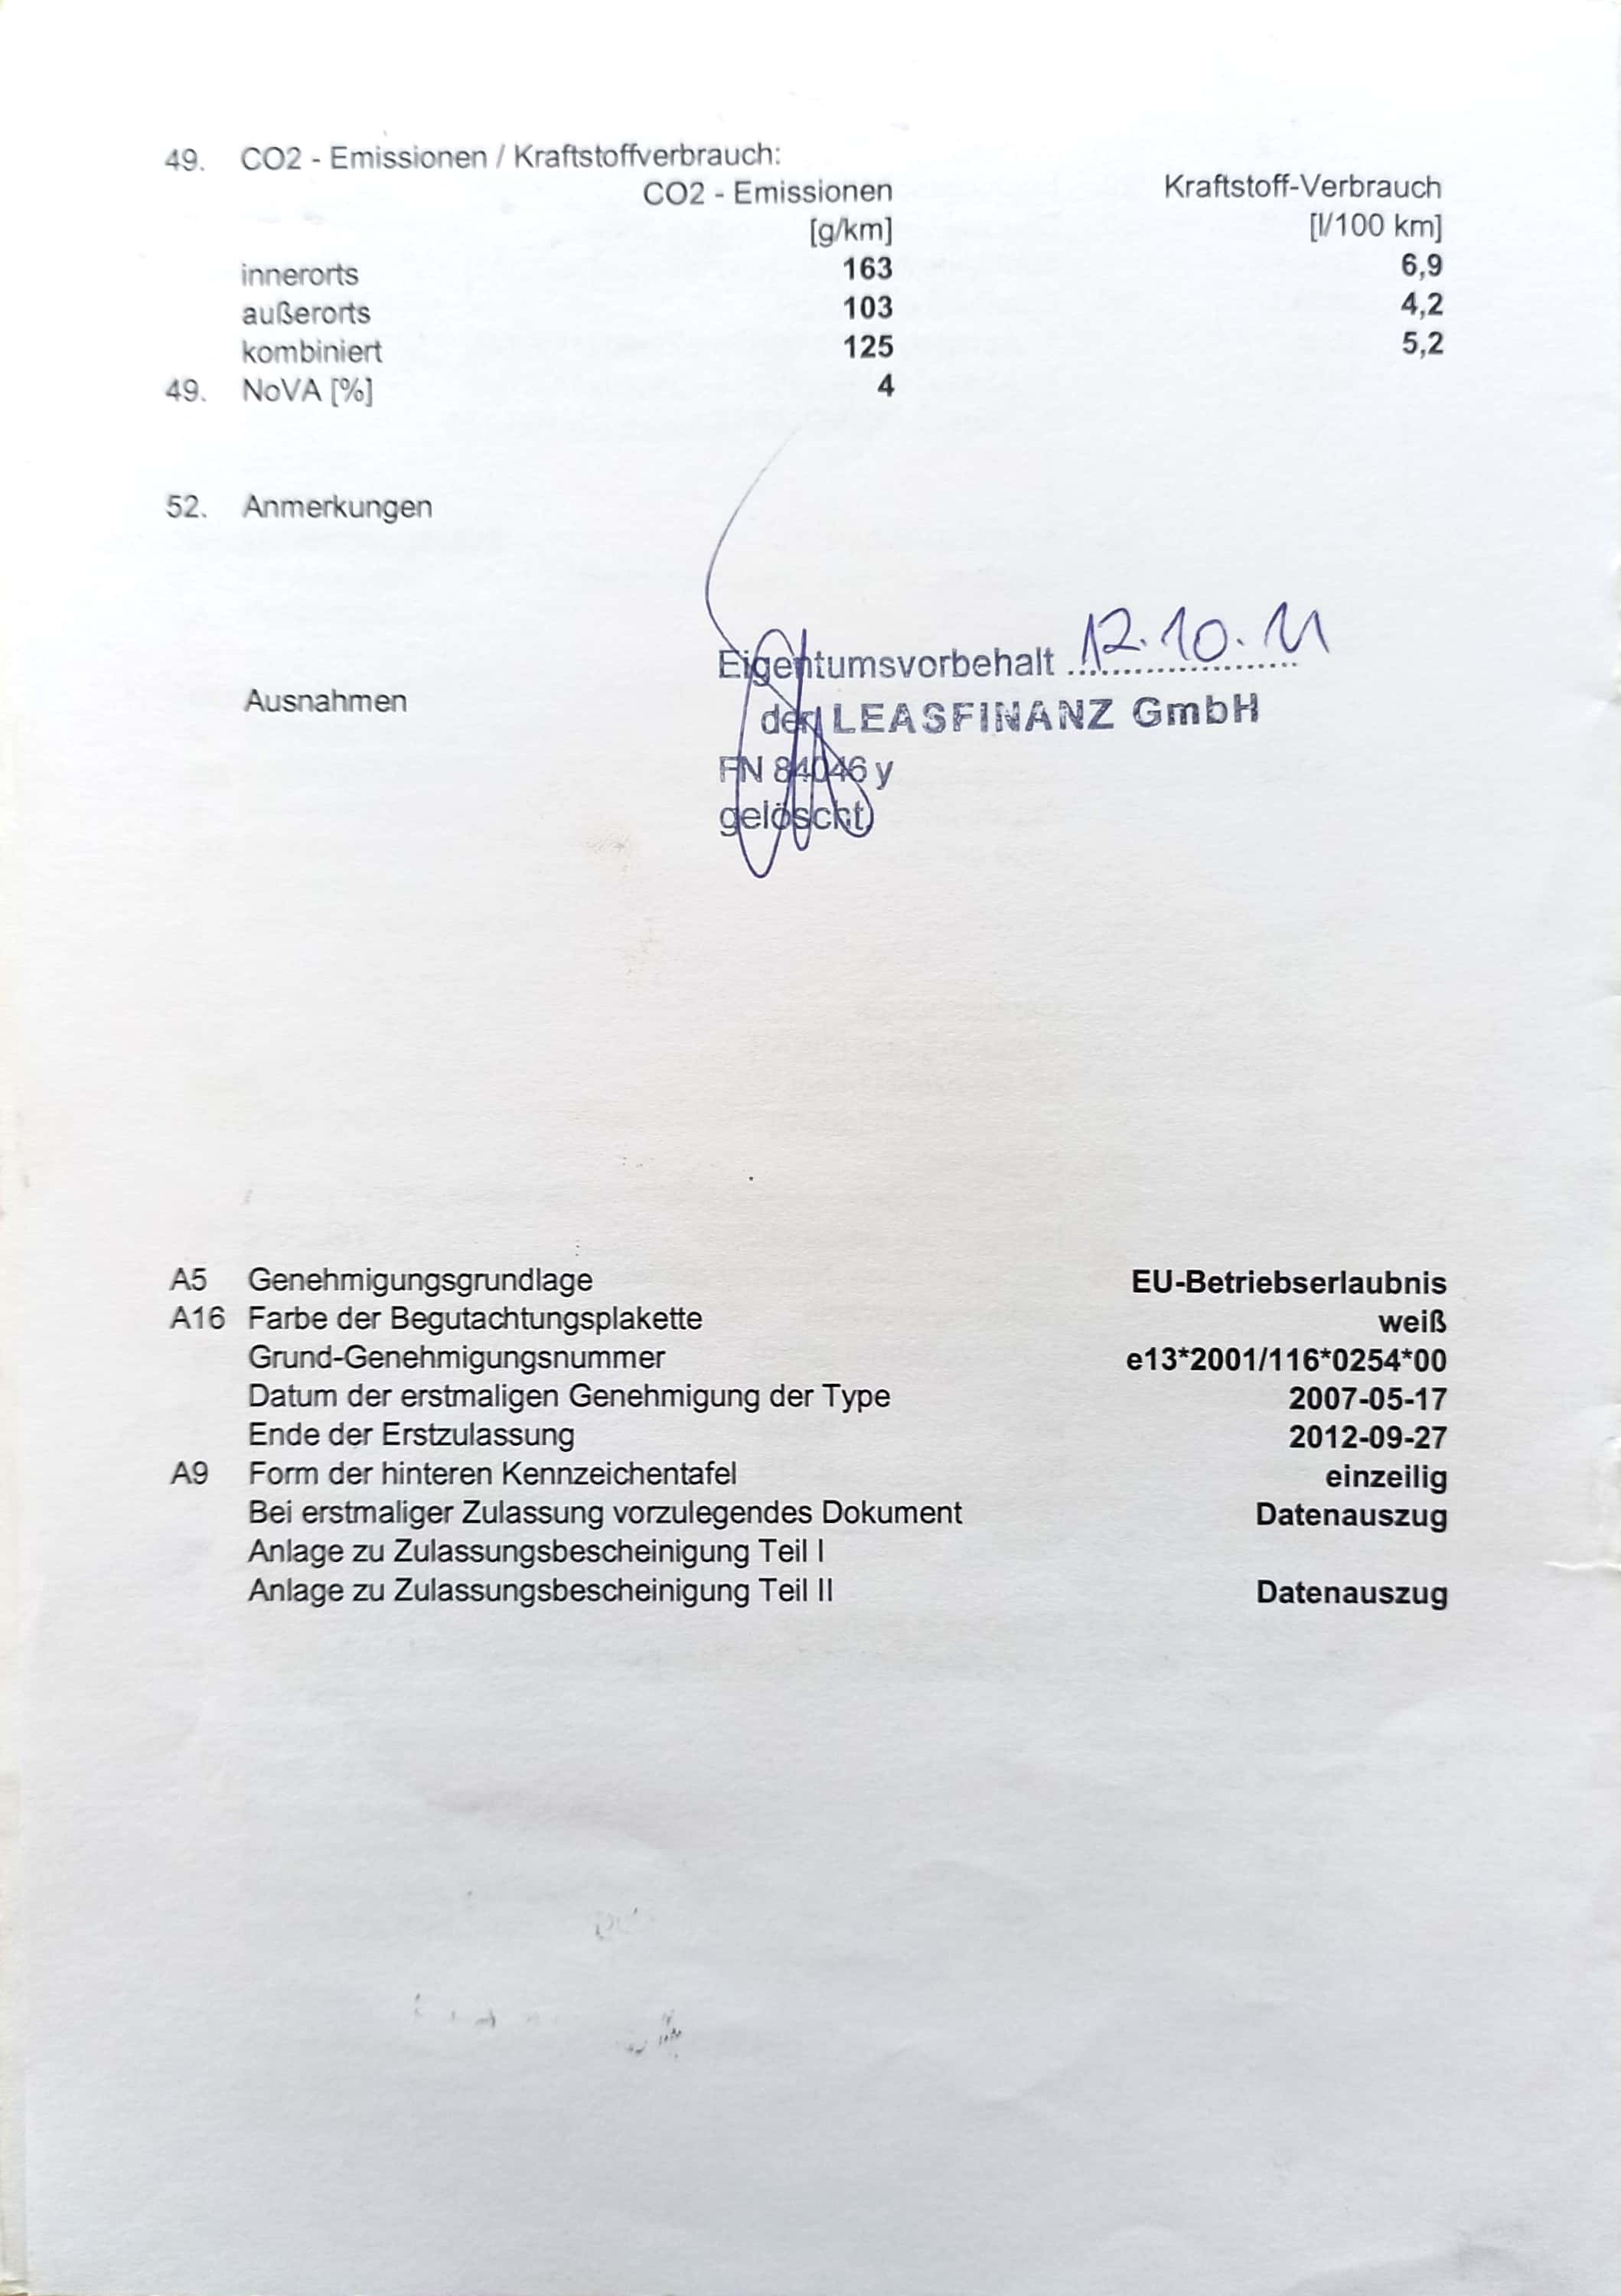 49. CO2 - Emissionen / Kraftstoffverbrauch:
CO2 - Emissionen Kraftstoff-Verbrauch
[g/km] [l/100 km]
innerorts 163 6,9
außerorts 103 4,2
kombiniert 125 5,2
49. NoVA [%] 4
52. Anmerkungen
Eigentumsvorbehalt 12.10.11
Ausnahmen
der LEASFINANZ GmbH
FN 84046 y
gelöscht
A5 Genehmigungsgrundlage EU-Betriebserlaubnis
A16 Farbe der Begutachtungsplakette weiß
Grund-Genehmigungsnummer e13*2001/116*0254*00
Datum der erstmaligen Genehmigung der Type 2007-05-17
Ende der Erstzulassung 2012-09-27
A9 Form der hinteren Kennzeichentafel einzeilig
Bei erstmaliger Zulassung vorzulegendes Dokument Datenauszug
Anlage zu Zulassungsbescheinigung Teil I
Anlage zu Zulassungsbescheinigung Teil II Datenauszug